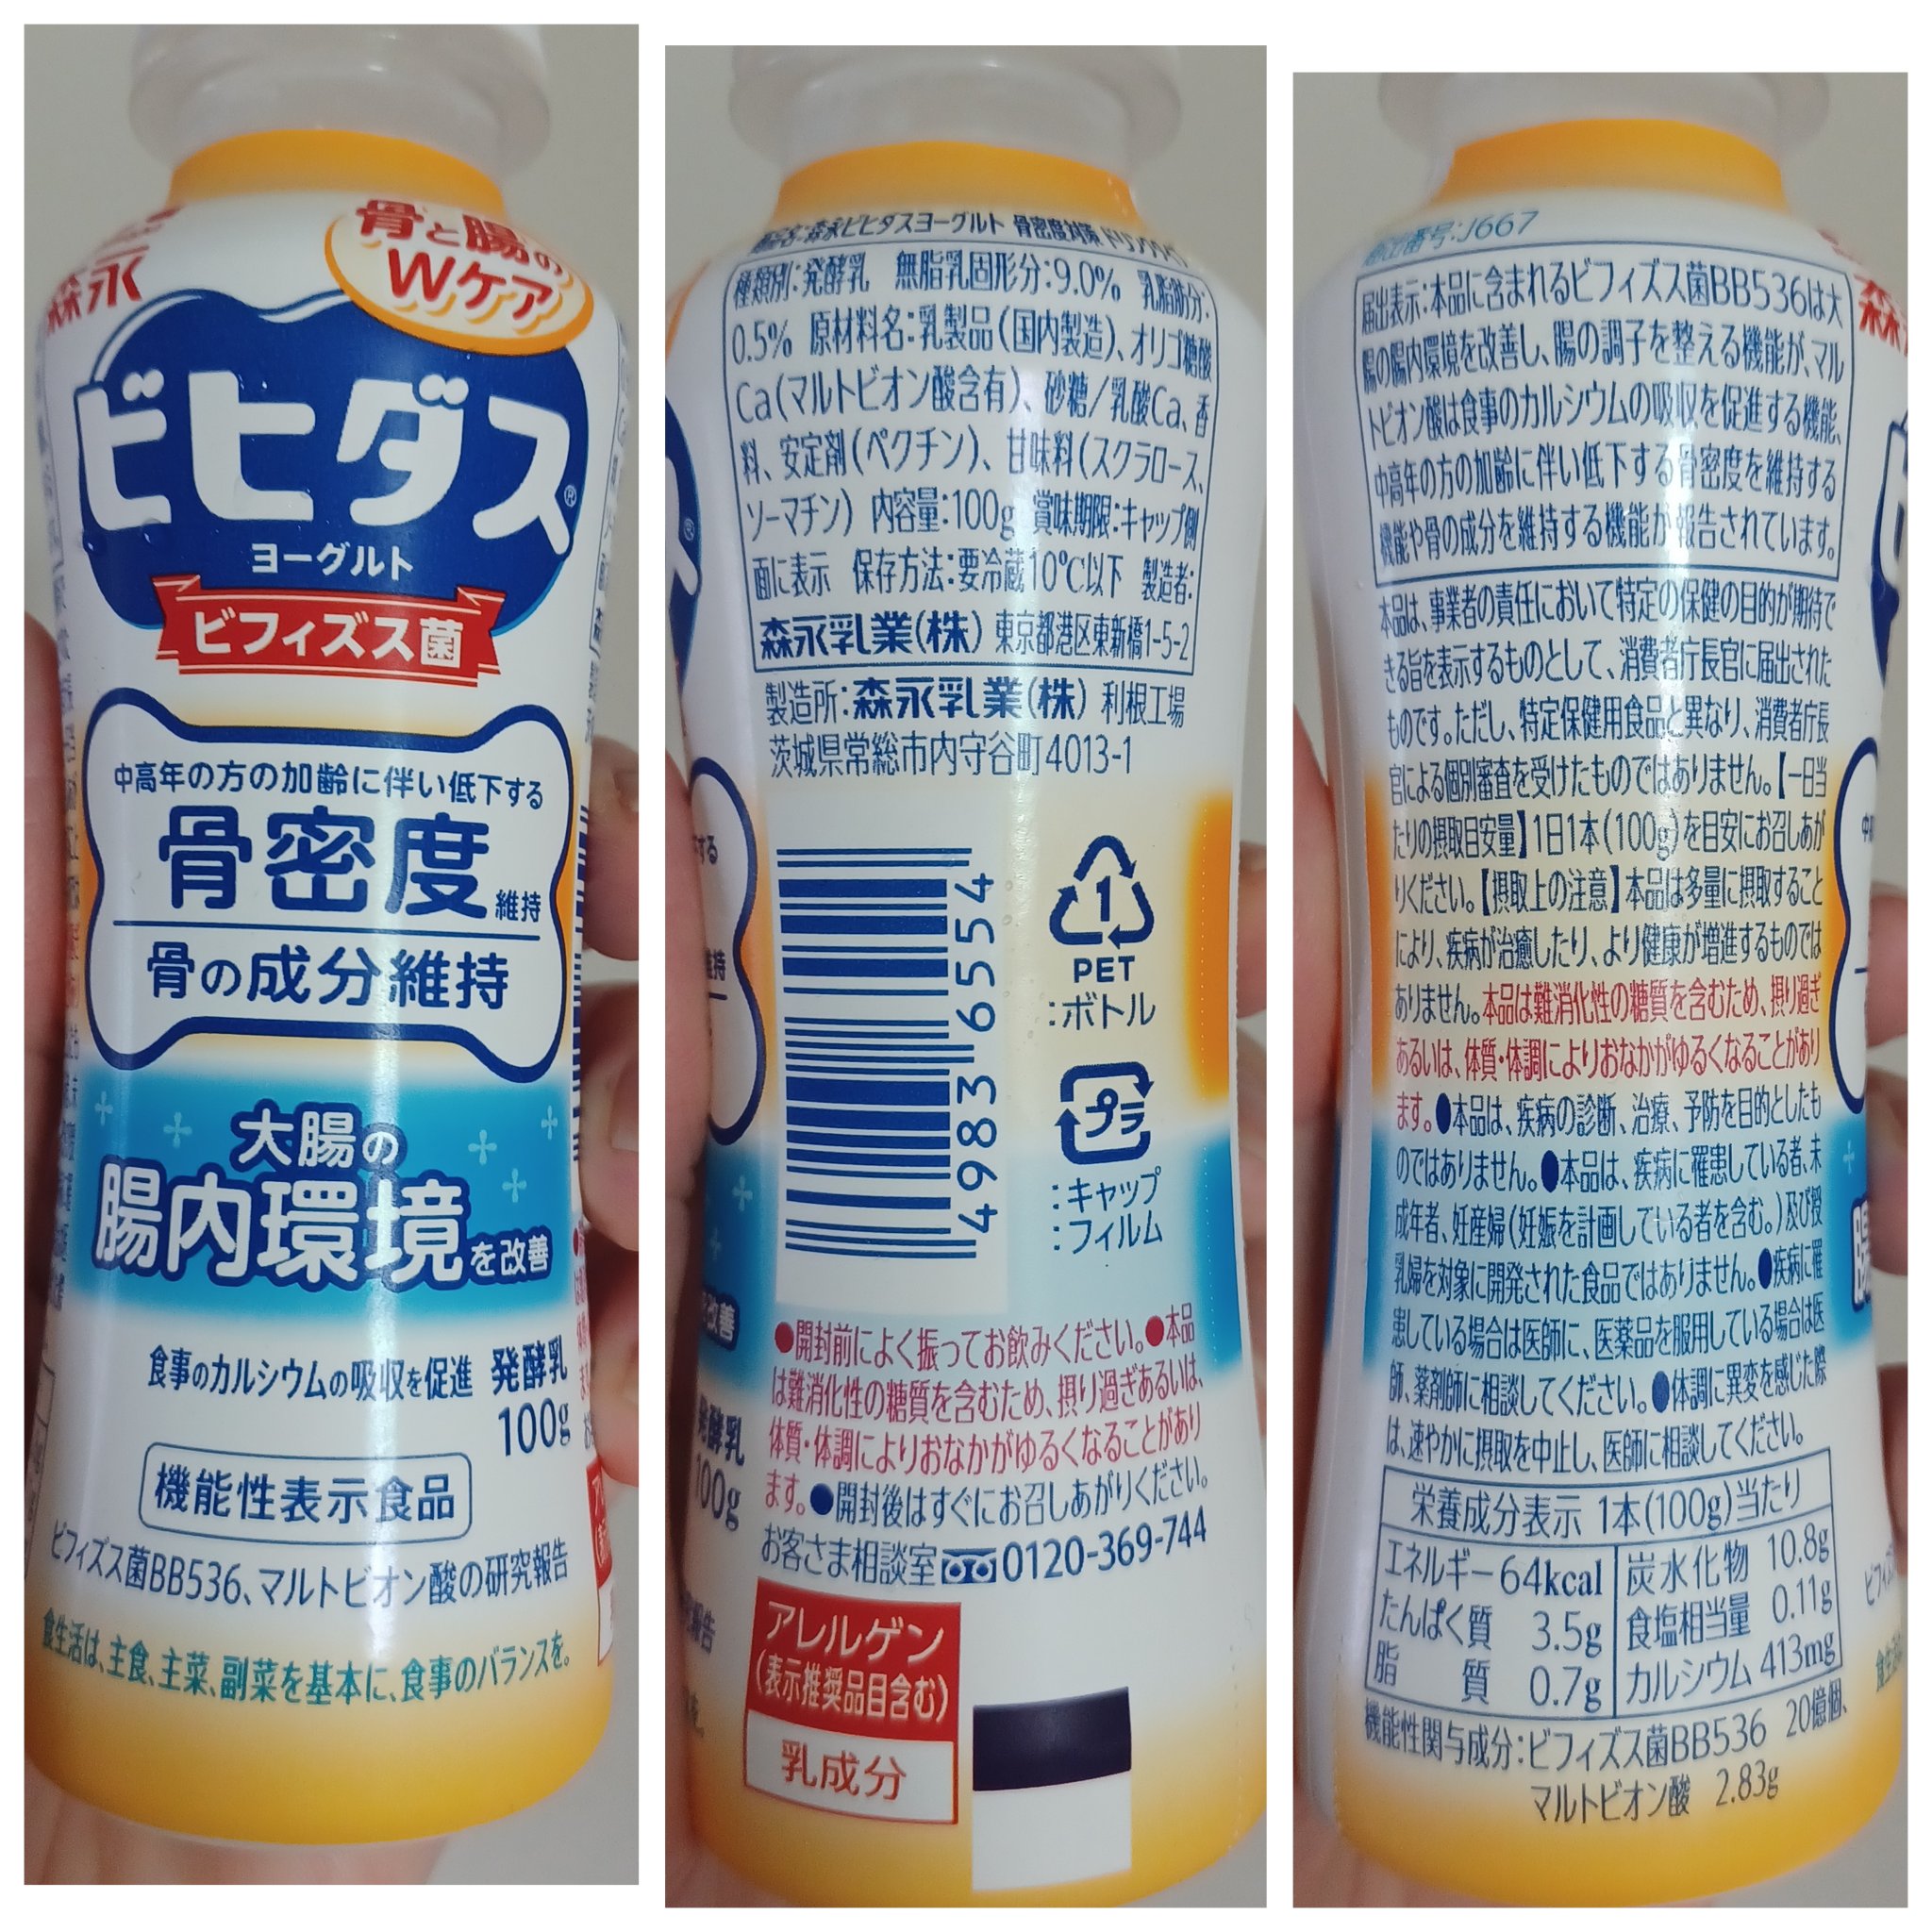 森永
骨と腸の
Wケア
ビヒダス®
ヨーグルト
ビフィズス菌
中高年の方の加齢に伴い低下する
骨密度維持
骨の成分維持
大腸の
腸内環境を改善
食事のカルシウムの吸収を促進 発酵乳
100g
機能性表示食品
ビフィズス菌BB536、マルトビオン酸の研究報告
食生活は、主食、主菜、副菜を基本に、食事のバランスを。
森永ビヒダスヨーグルト 骨密度対策 ドリンクタイプ
種類別:発酵乳 無脂乳固形分:9.0% 乳脂肪分:
0.5% 原材料名:乳製品(国内製造)、オリゴ糖酸
Ca(マルトビオン酸含有)、砂糖/乳酸Ca、香
料、安定剤(ペクチン)、甘味料(スクラロース、
ソーマチン) 内容量:100g 賞味期限:キャップ側
面に表示 保存方法:要冷蔵10℃以下 製造者:
森永乳業(株) 東京都港区東新橋1-5-2
製造所:森永乳業(株) 利根工場
茨城県常総市内守谷町4013-1
4983 6554
1
PET
:ボトル
プラ
:キャップ
:フィルム
●開封前によく振ってお飲みください。●本品
は難消化性の糖質を含むため、摂り過ぎあるいは、
体質・体調によりおなかがゆるくなることがあり
ます。●開封後はすぐにお召しあがりください。
お客さま相談室 0120-369-744
アレルゲン
(表示推奨品目含む)
乳成分
届出番号:J667
届出表示:本品に含まれるビフィズス菌BB536は大
腸の腸内環境を改善し、腸の調子を整える機能が、マル
トビオン酸は食事のカルシウムの吸収を促進する機能、
中高年の方の加齢に伴い低下する骨密度を維持する
機能や骨の成分を維持する機能が報告されています。
本品は、事業者の責任において特定の保健の目的が期待で
きる旨を表示するものとして、消費者庁長官に届出された
ものです。ただし、特定保健用食品と異なり、消費者庁長
官による個別審査を受けたものではありません。【一日当
たりの摂取目安量】1日1本(100g)を目安にお召しあが
りください。【摂取上の注意】本品は多量に摂取すること
により、疾病が治癒したり、より健康が増進するものでは
ありません。本品は難消化性の糖質を含むため、摂り過ぎ
あるいは、体質・体調によりおなかがゆるくなることがあり
ます。●本品は、疾病の診断、治療、予防を目的としたも
のではありません。●本品は、疾病に罹患している者、未
成年者、妊産婦(妊娠を計画している者を含む。)及び授
乳婦を対象に開発された食品ではありません。●疾病に罹
患している場合は医師に、医薬品を服用している場合は医
師、薬剤師に相談してください。●体調に異変を感じた際
は、速やかに摂取を中止し、医師に相談してください。
栄養成分表示 1本(100g)当たり
エネルギー 64kcal 炭水化物 10.8g
たんぱく質 3.5g 食塩相当量 0.11g
脂質 0.7g カルシウム 413mg
機能性関与成分:ビフィズス菌BB536 20億個、
マルトビオン酸 2.83g